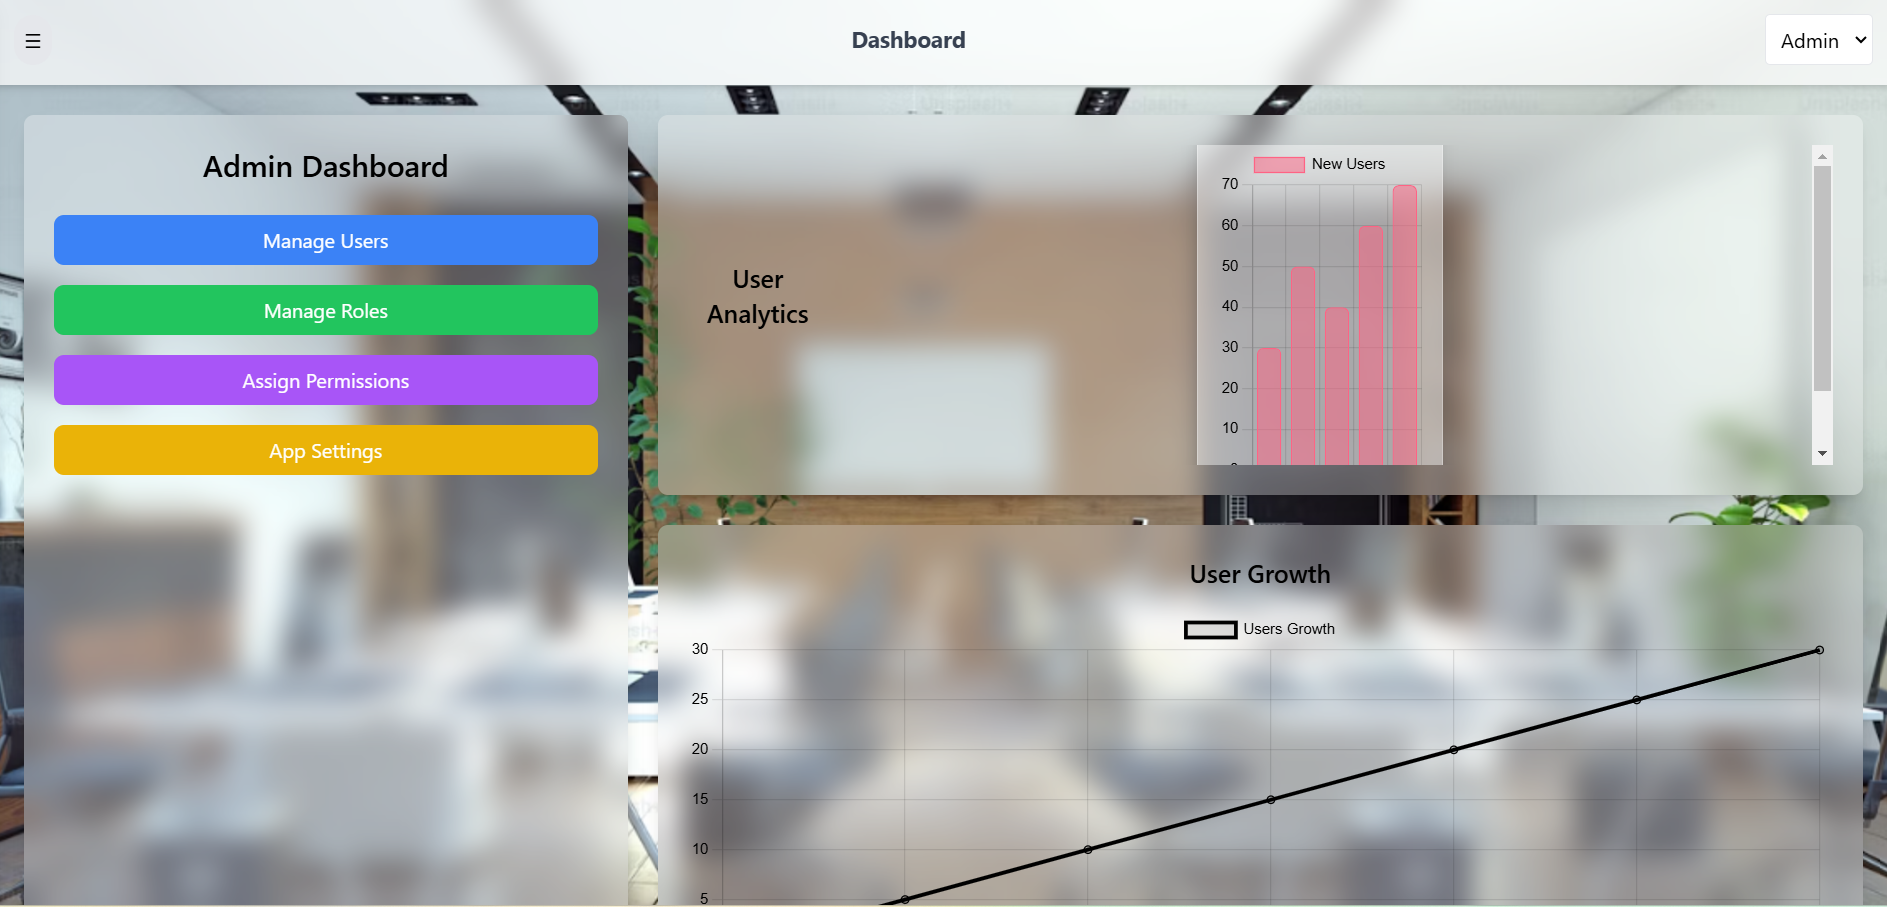 ☰
Dashboard
Admin
Admin Dashboard
Manage Users
Manage Roles
Assign Permissions
App Settings
User
Analytics
New Users
70
60
50
40
30
20
10
0
User Growth
Users Growth
30
25
20
15
10
5